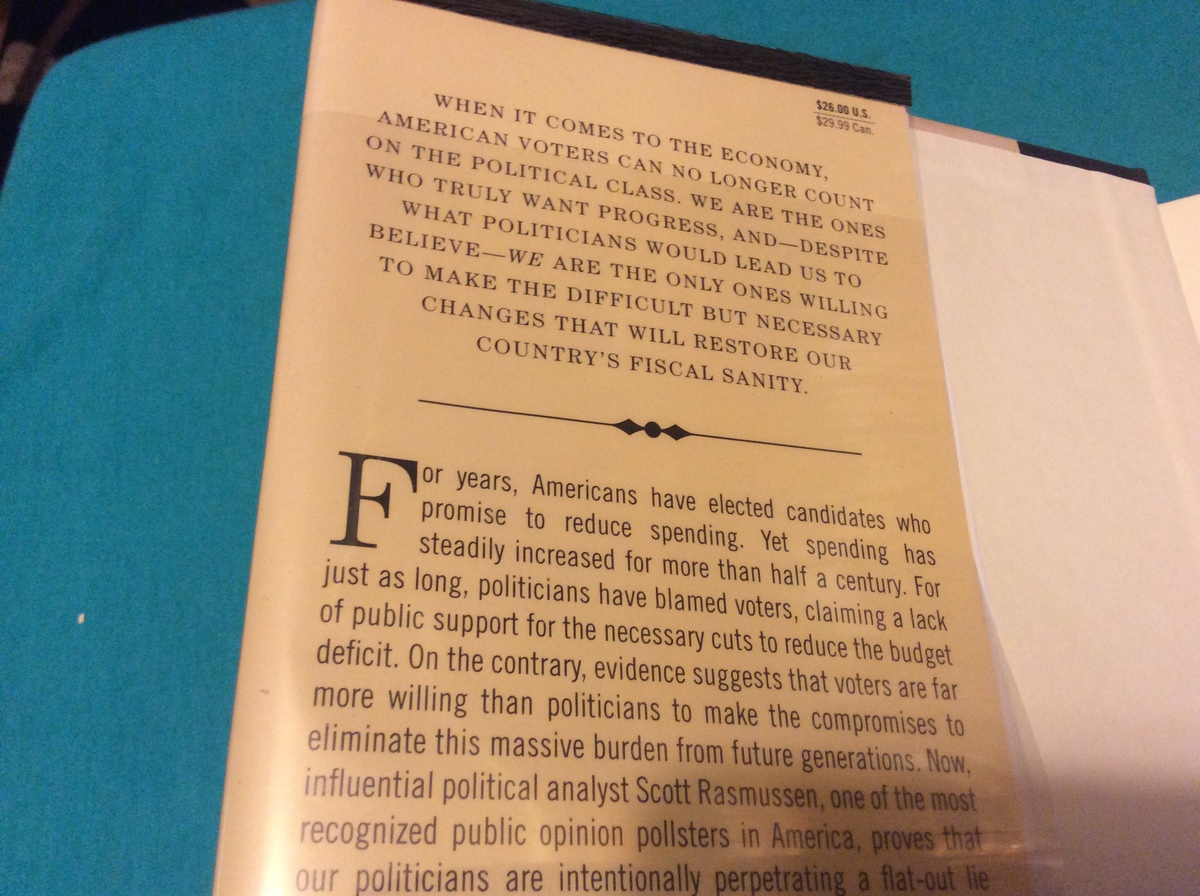 $26.00 U.S.
$29.99 Can.
WHEN IT COMES TO THE ECONOMY,
AMERICAN VOTERS CAN NO LONGER COUNT
ON THE POLITICAL CLASS. WE ARE THE ONES
WHO TRULY WANT PROGRESS, AND—DESPITE
WHAT POLITICIANS WOULD LEAD US TO
BELIEVE—WE ARE THE ONLY ONES WILLING
TO MAKE THE DIFFICULT BUT NECESSARY
CHANGES THAT WILL RESTORE OUR
COUNTRY'S FISCAL SANITY.
For years, Americans have elected candidates who
promise to reduce spending. Yet spending has
steadily increased for more than half a century. For
just as long, politicians have blamed voters, claiming a lack
of public support for the necessary cuts to reduce the budget
deficit. On the contrary, evidence suggests that voters are far
more willing than politicians to make the compromises to
eliminate this massive burden from future generations. Now,
influential political analyst Scott Rasmussen, one of the most
recognized public opinion pollsters in America, proves that
our politicians are intentionally perpetrating a flat-out lie